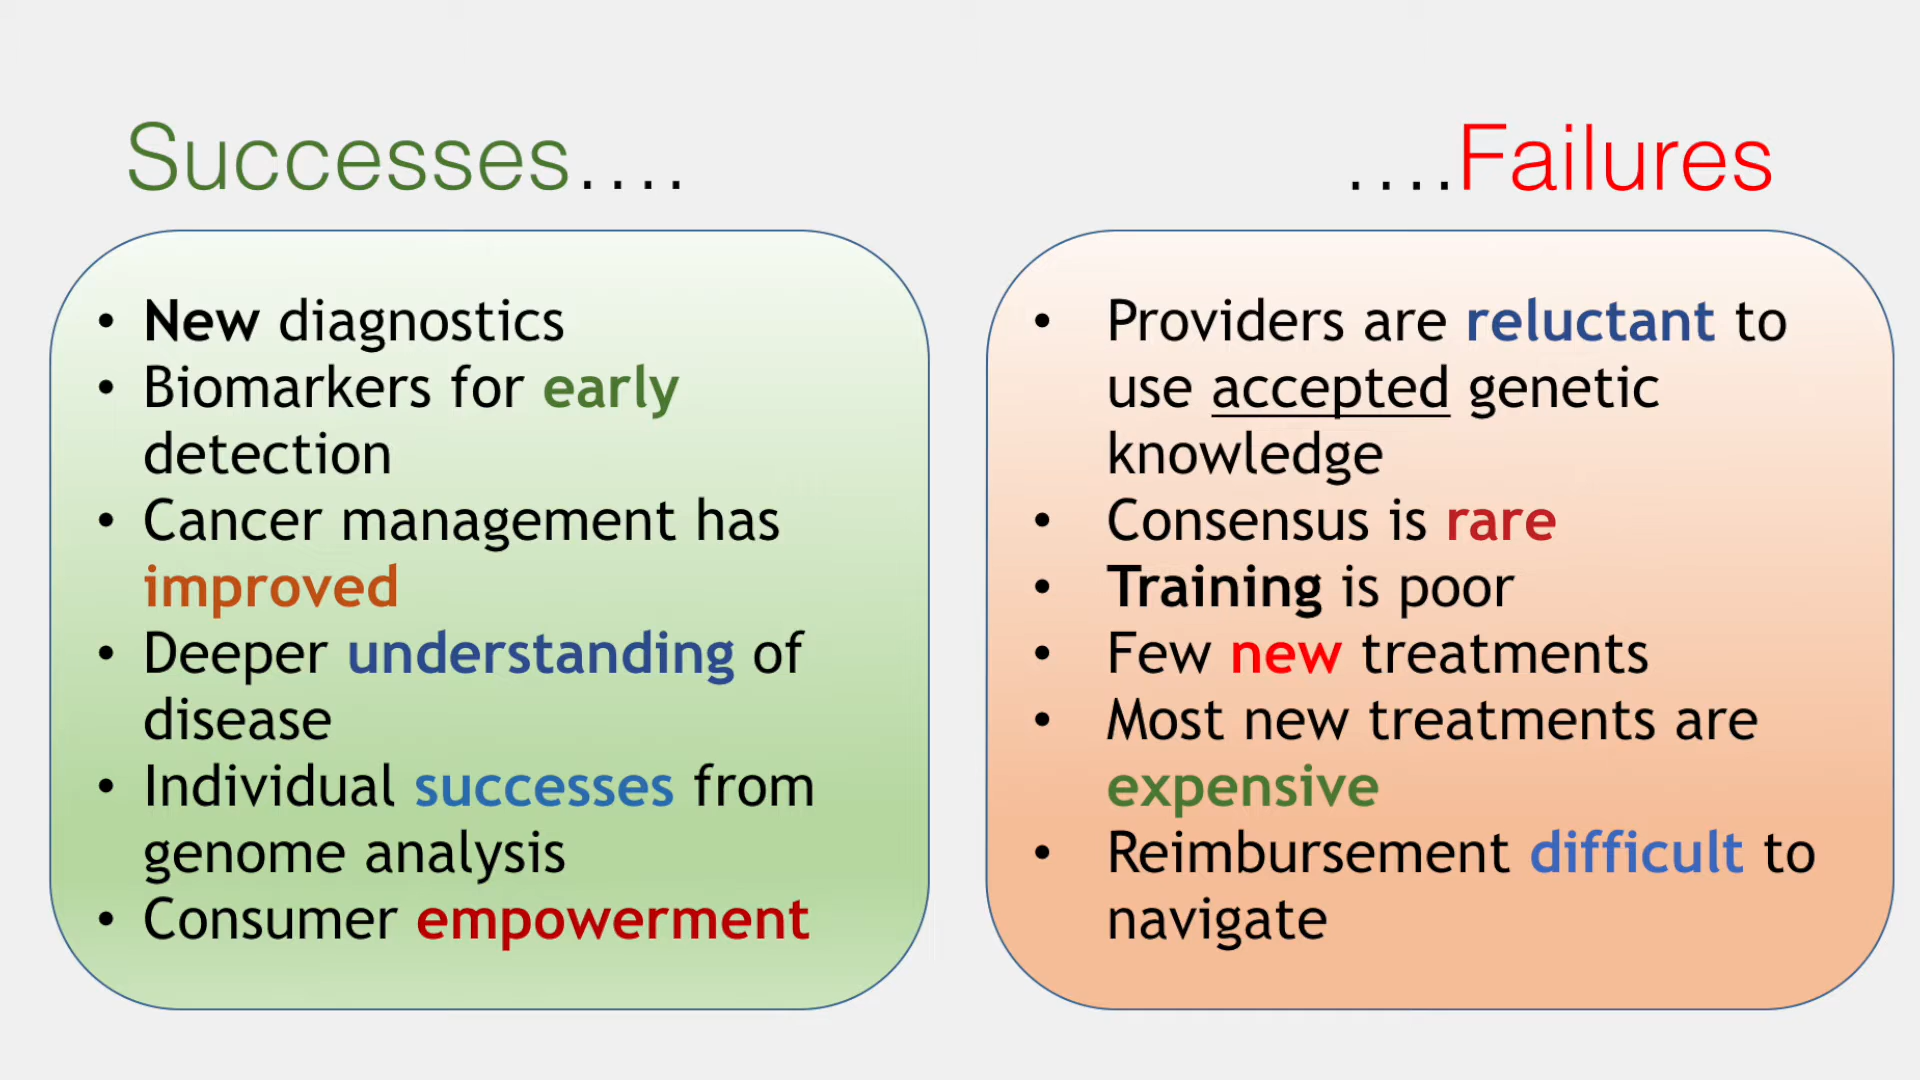 Successes....
....Failures
• New diagnostics
• Biomarkers for early
detection
• Cancer management has
improved
• Deeper understanding of
disease
• Individual successes from
genome analysis
• Consumer empowerment
• Providers are reluctant to
use accepted genetic
knowledge
• Consensus is rare
• Training is poor
• Few new treatments
• Most new treatments are
expensive
• Reimbursement difficult to
navigate